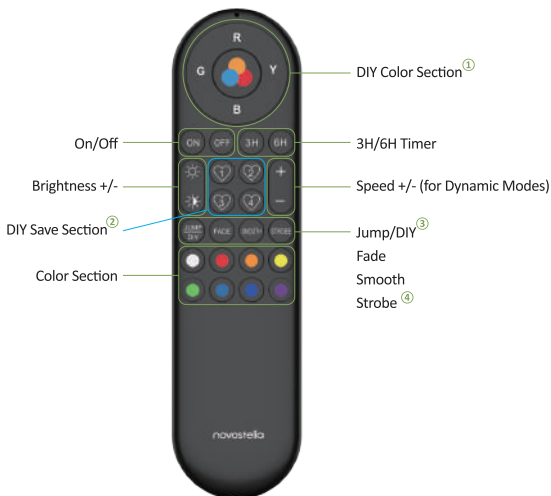 R
G
Y
B
DIY Color Section①
On/Off
ON
OFF
3H
6H
3H/6H Timer
Brightness +/-
1
2
+
Speed +/- (for Dynamic Modes)
3
4
-
DIY Save Section②
JUMP
DIY
FADE
SMOOTH
STROBE
Jump/DIY③
Fade
Smooth
Strobe④
Color Section
novostella